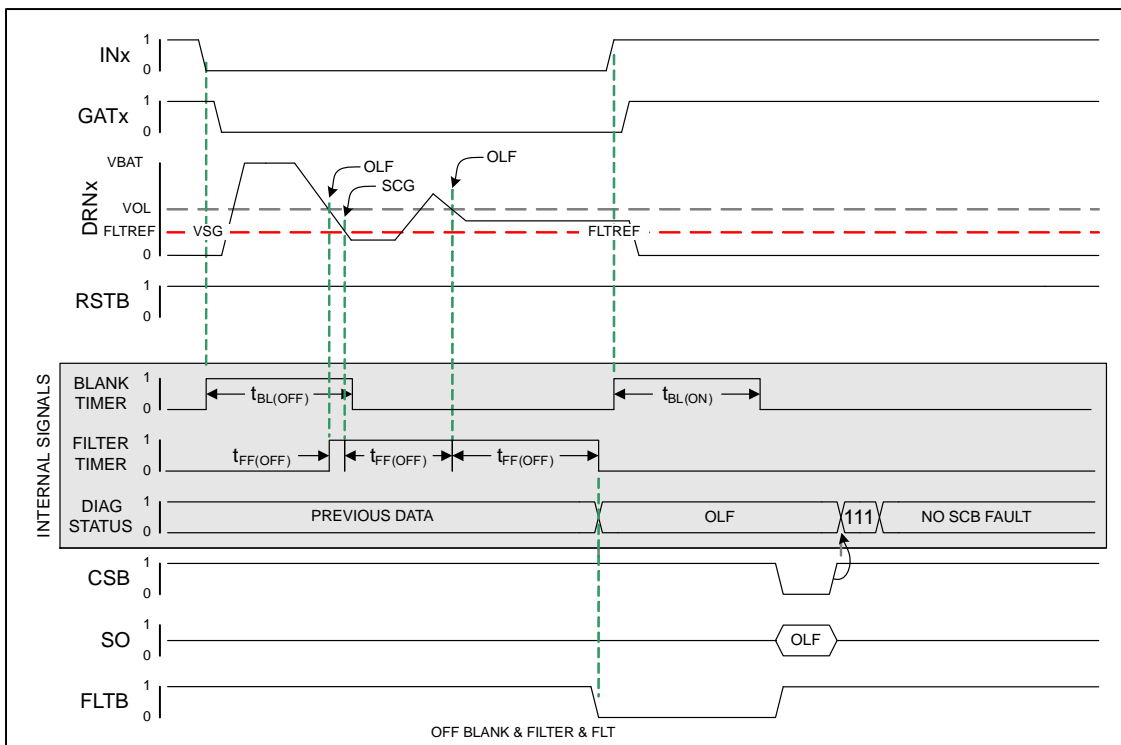 INx
1
0
GATx
1
0
DRNx
VBAT
VOL
FLTREF
VSG
OLF
SCG
OLF
FLTREF
RSTB
1
0
INTERNAL SIGNALS
BLANK
TIMER
1
0
tBL(OFF)
tBL(ON)
FILTER
TIMER
1
0
tFF(OFF)
tFF(OFF)
tFF(OFF)
DIAG
STATUS
1
0
PREVIOUS DATA
OLF
111
NO SCB FAULT
CSB
1
0
SO
1
0
OLF
FLTB
1
0
OFF BLANK & FILTER & FLT